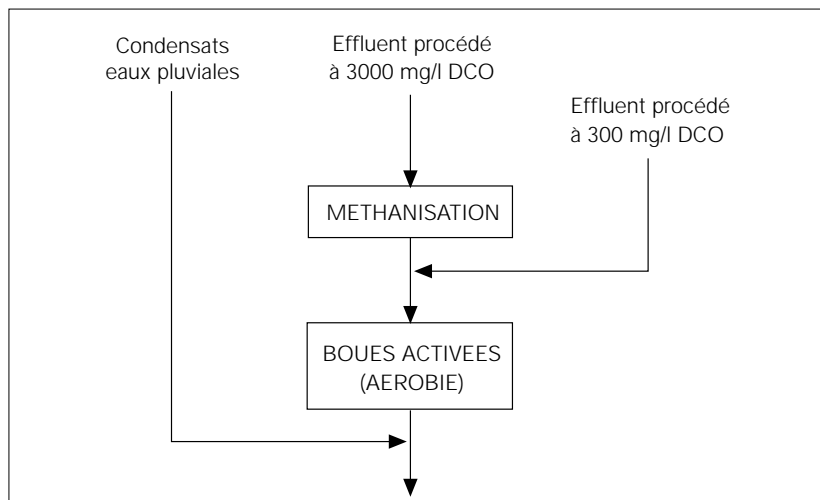 Condensats
eaux pluviales
Effluent procédé
à 3000 mg/l DCO
Effluent procédé
à 300 mg/l DCO
METHANISATION
BOUES ACTIVEES
(AEROBIE)